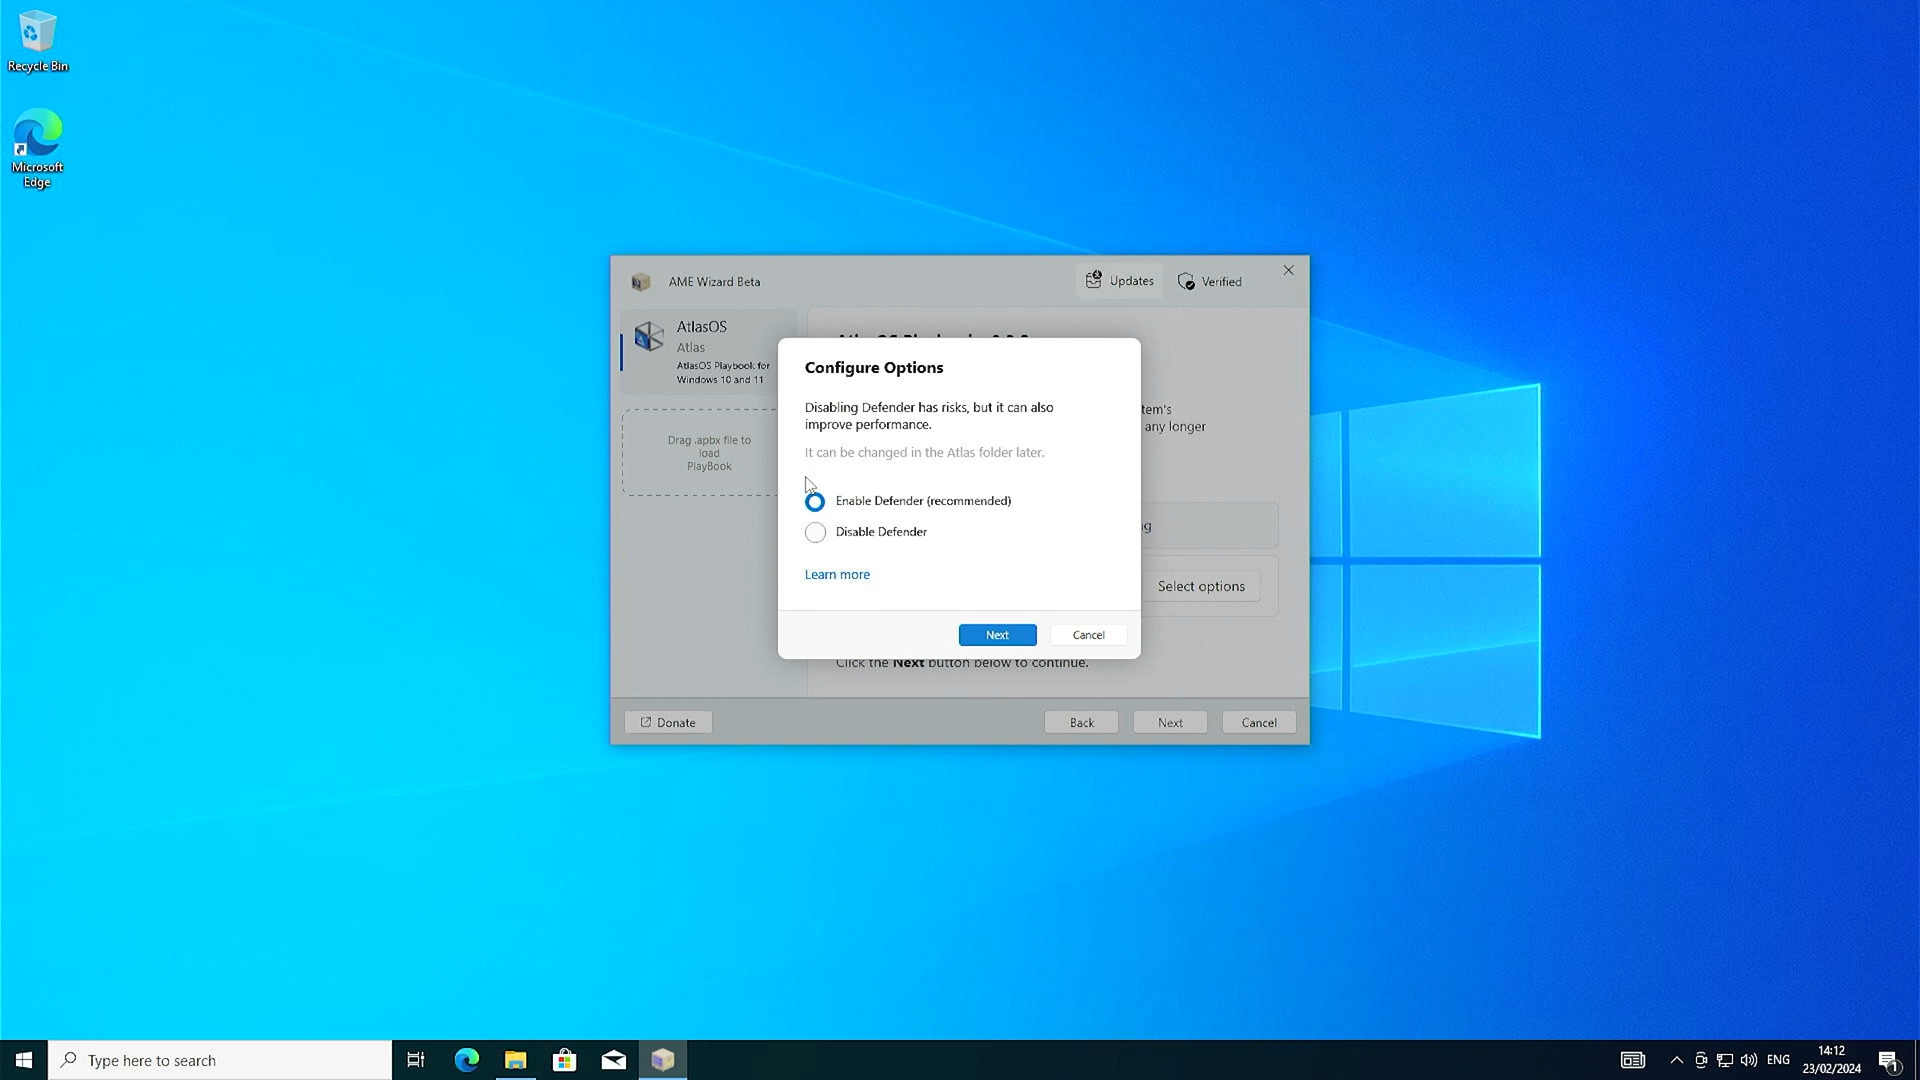 Recycle Bin
Microsoft
Edge
AME Wizard Beta
Updates
Verified
AtlasOS
Atlas
AtlasOS Playbook for
Windows 10 and 11
Drag .apbx file to
load
PlayBook
Configure Options
Disabling Defender has risks, but it can also
improve performance.
It can be changed in the Atlas folder later.
Enable Defender (recommended)
Disable Defender
Learn more
Next
Cancel
tem's
any longer
Select options
Click the Next button below to continue.
Donate
Back
Next
Cancel
Type here to search
ENG
14:12
23/02/2024
1